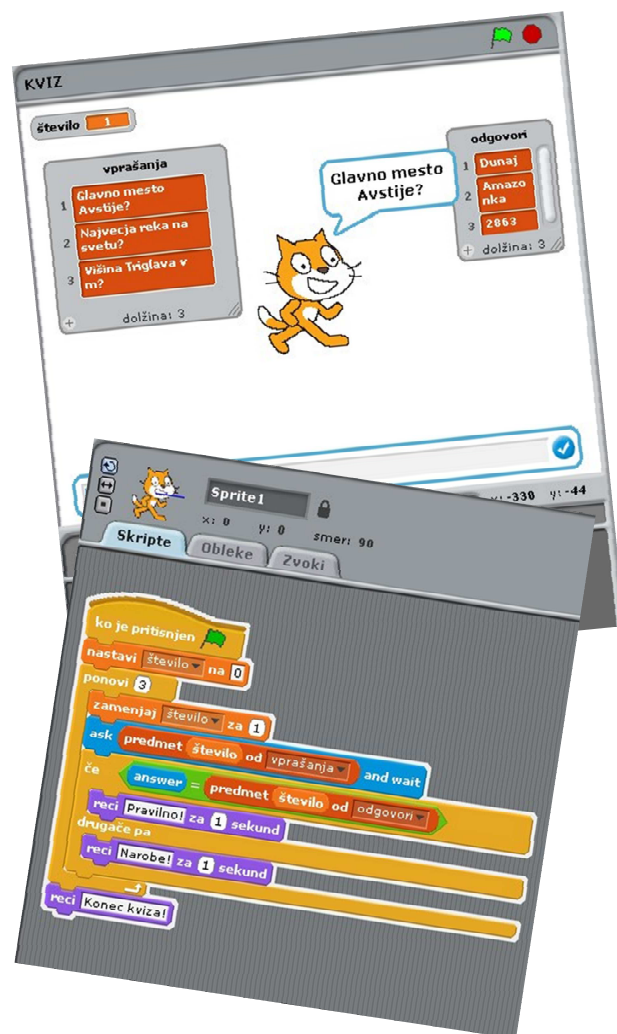 KVIZ
število 1
vprašanja
1 Glavno mesto
Avstije?
2 Najvecja reka na
svetu?
3 Višina Triglava v
m?
+ dolžina: 3
Glavno mesto
Avstije?
odgovori
1 Dunaj
2 Amazo
nka
3 2863
+ dolžina: 3
x: -330 y: -44
Sprite1
x: 0 y: 0 smer: 90
Skripte Obleke Zvoki
ko je pritisnjen
nastavi število na 0
ponovi 3
zamenjaj število za 1
ask predmet število od vprašanja and wait
če answer = predmet število od odgovori
reci Pravilno! za 1 sekund
drugače pa
reci Narobe! za 1 sekund
reci Konec kviza!